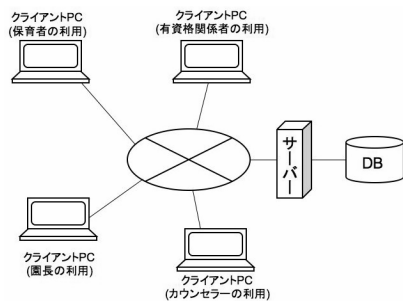 クライアントPC
(保育者の利用)
クライアントPC
(有資格関係者の利用)
サーバー
DB
クライアントPC
(園長の利用)
クライアントPC
(カウンセラーの利用)